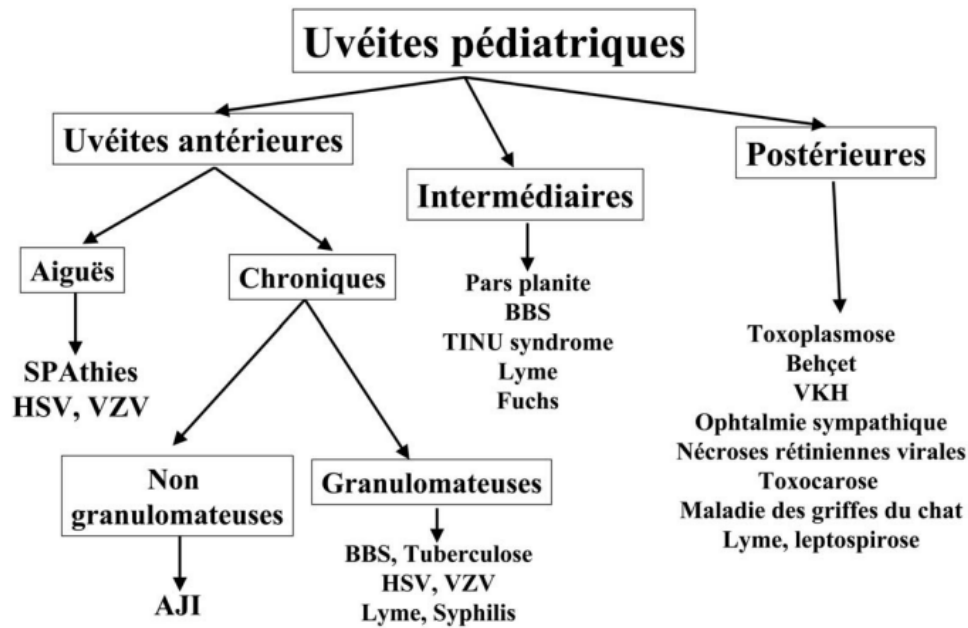 Uvéites pédiatriques
Uvéites antérieures
Aiguës
SPAthies
HSV, VZV
Chroniques
Non
granulomateuses
AJI
Granulomateuses
BBS, Tuberculose
HSV, VZV
Lyme, Syphilis
Intermédiaires
Pars planite
BBS
TINU syndrome
Lyme
Fuchs
Postérieures
Toxoplasmose
Behçet
VKH
Ophtalmie sympathique
Nécroses rétiniennes virales
Toxocarose
Maladie des griffes du chat
Lyme, leptospirose